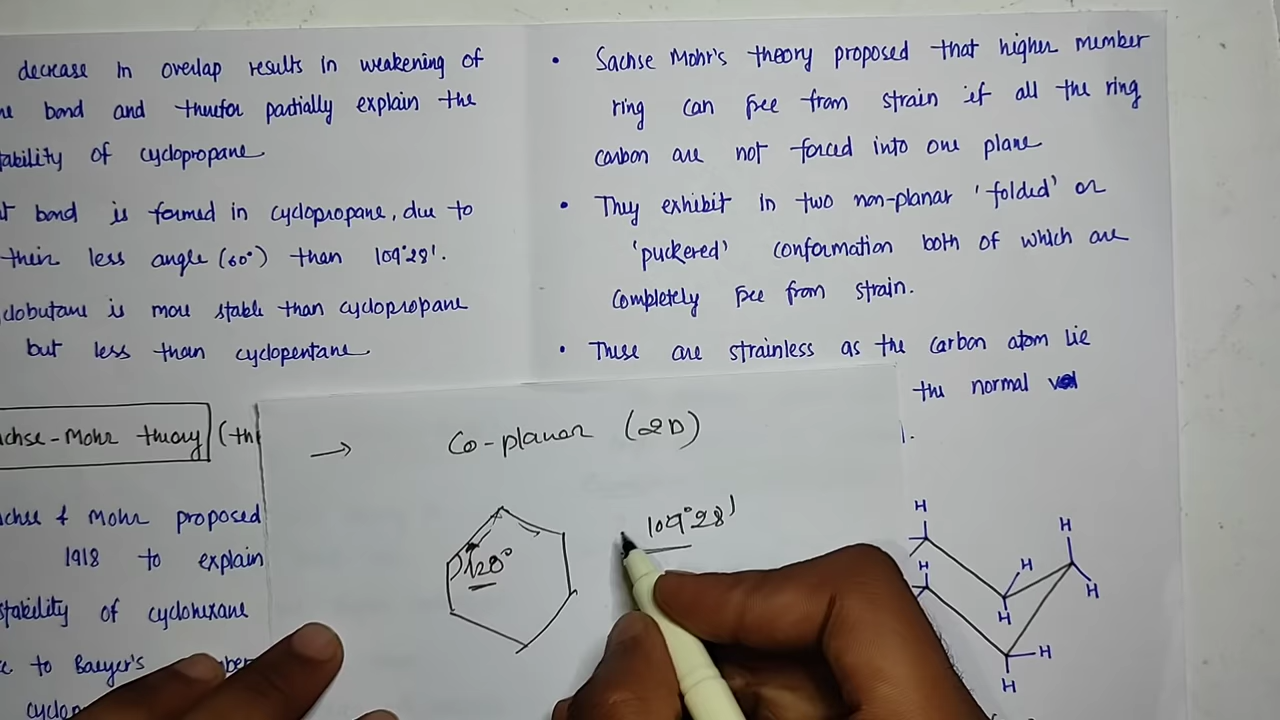 decrease in overlap results in weakening of
bond and partially explain the
of cyclopropane
bond is formed in cyclopropane, due to
their less angle (60°) than 109°28'.
is more stable than cyclopropane
but less than cyclopentane
Sachse-Mohr theory
& Mohr proposed
1918 to explain
stability of cyclohexane
to Baeyer's
• Sachse Mohr's theory proposed that higher member
ring can free from strain if all the ring
carbon are not forced into one plane
• They exhibit in two non-planar 'folded' or
'puckered' conformation both of which are
completely free from strain.
• These are strainless as the carbon atom lie
the normal
→ Co-planar (2D)
120°
109°28'
H
H
H
H
H
H
H
H
H